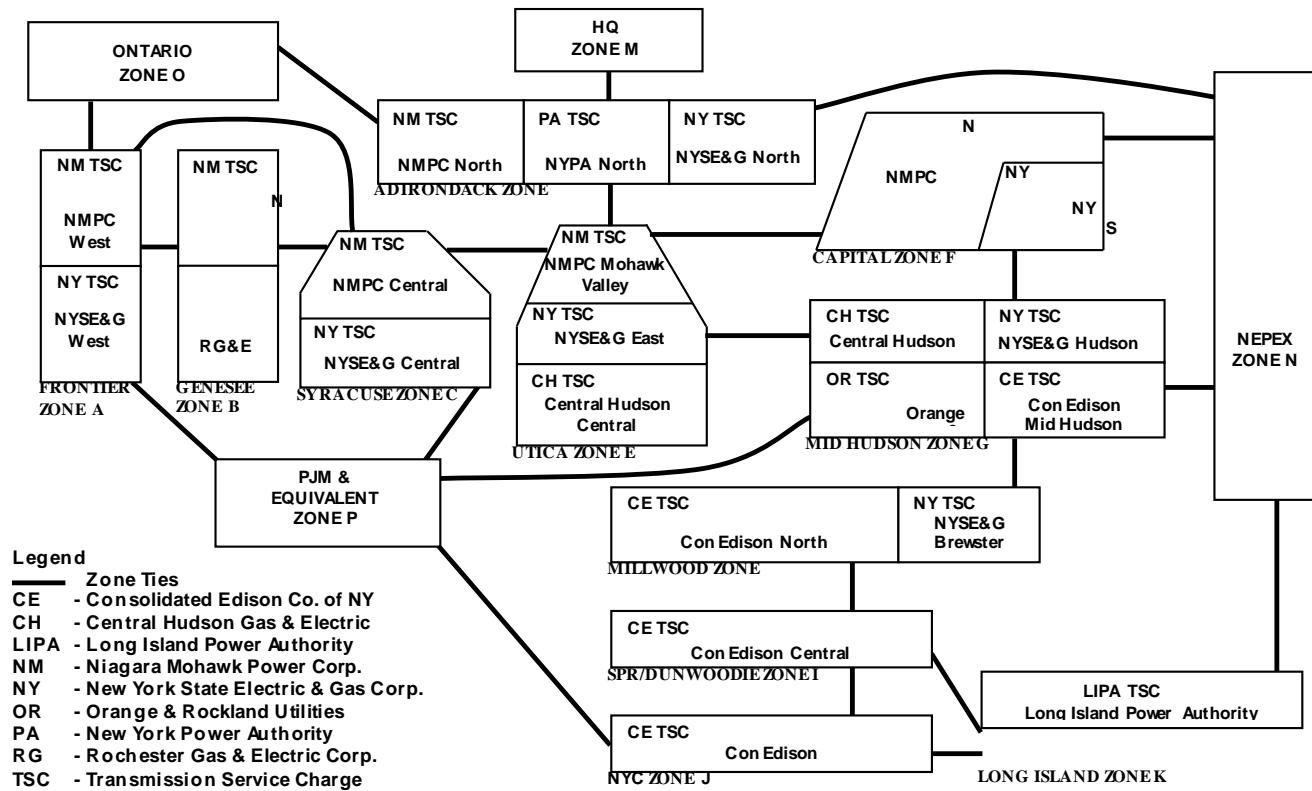 ONTARIO
ZONE O
HQ
ZONE M
NM TSC
NMPC North
PA TSC
NYPA North
NY TSC
NYSE&G North
ADIRONDACK ZONE
NM TSC
NMPC
West
NY TSC
NYSE&G
West
FRONTIER
ZONE A
NM TSC
N
RG&E
GENESEE
ZONE B
NM TSC
NMPC Central
NY TSC
NYSE&G Central
SYRACUSE ZONE C
NM TSC
NMPC Mohawk
Valley
NY TSC
NYSE&G East
CH TSC
Central Hudson
Central
UTICA ZONE E
N
NMPC
NY
NY
S
CAPITAL ZONE F
CH TSC
Central Hudson
NY TSC
NYSE&G Hudson
OR TSC
Orange
CE TSC
Con Edison
Mid Hudson
MID HUDSON ZONE G
NEPEX
ZONE N
PJM &
EQUIVALENT
ZONE P
CE TSC
Con Edison North
NY TSC
NYSE&G
Brewster
MILLWOOD ZONE
CE TSC
Con Edison Central
SPR/DUNWOODIE ZONE I
CE TSC
Con Edison
NYC ZONE J
LIPA TSC
Long Island Power Authority
LONG ISLAND ZONE K
Legend
Zone Ties
CE - Consolidated Edison Co. of NY
CH - Central Hudson Gas & Electric
LIPA - Long Island Power Authority
NM - Niagara Mohawk Power Corp.
NY - New York State Electric & Gas Corp.
OR - Orange & Rockland Utilities
PA - New York Power Authority
RG - Rochester Gas & Electric Corp.
TSC - Transmission Service Charge